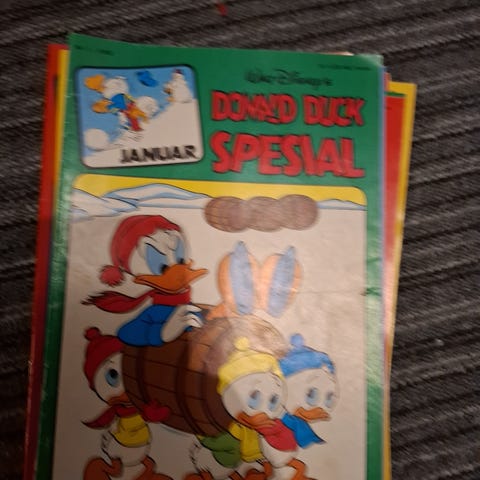 Walt Disney's
DONALD DUCK
SPESIAL
JANUAR